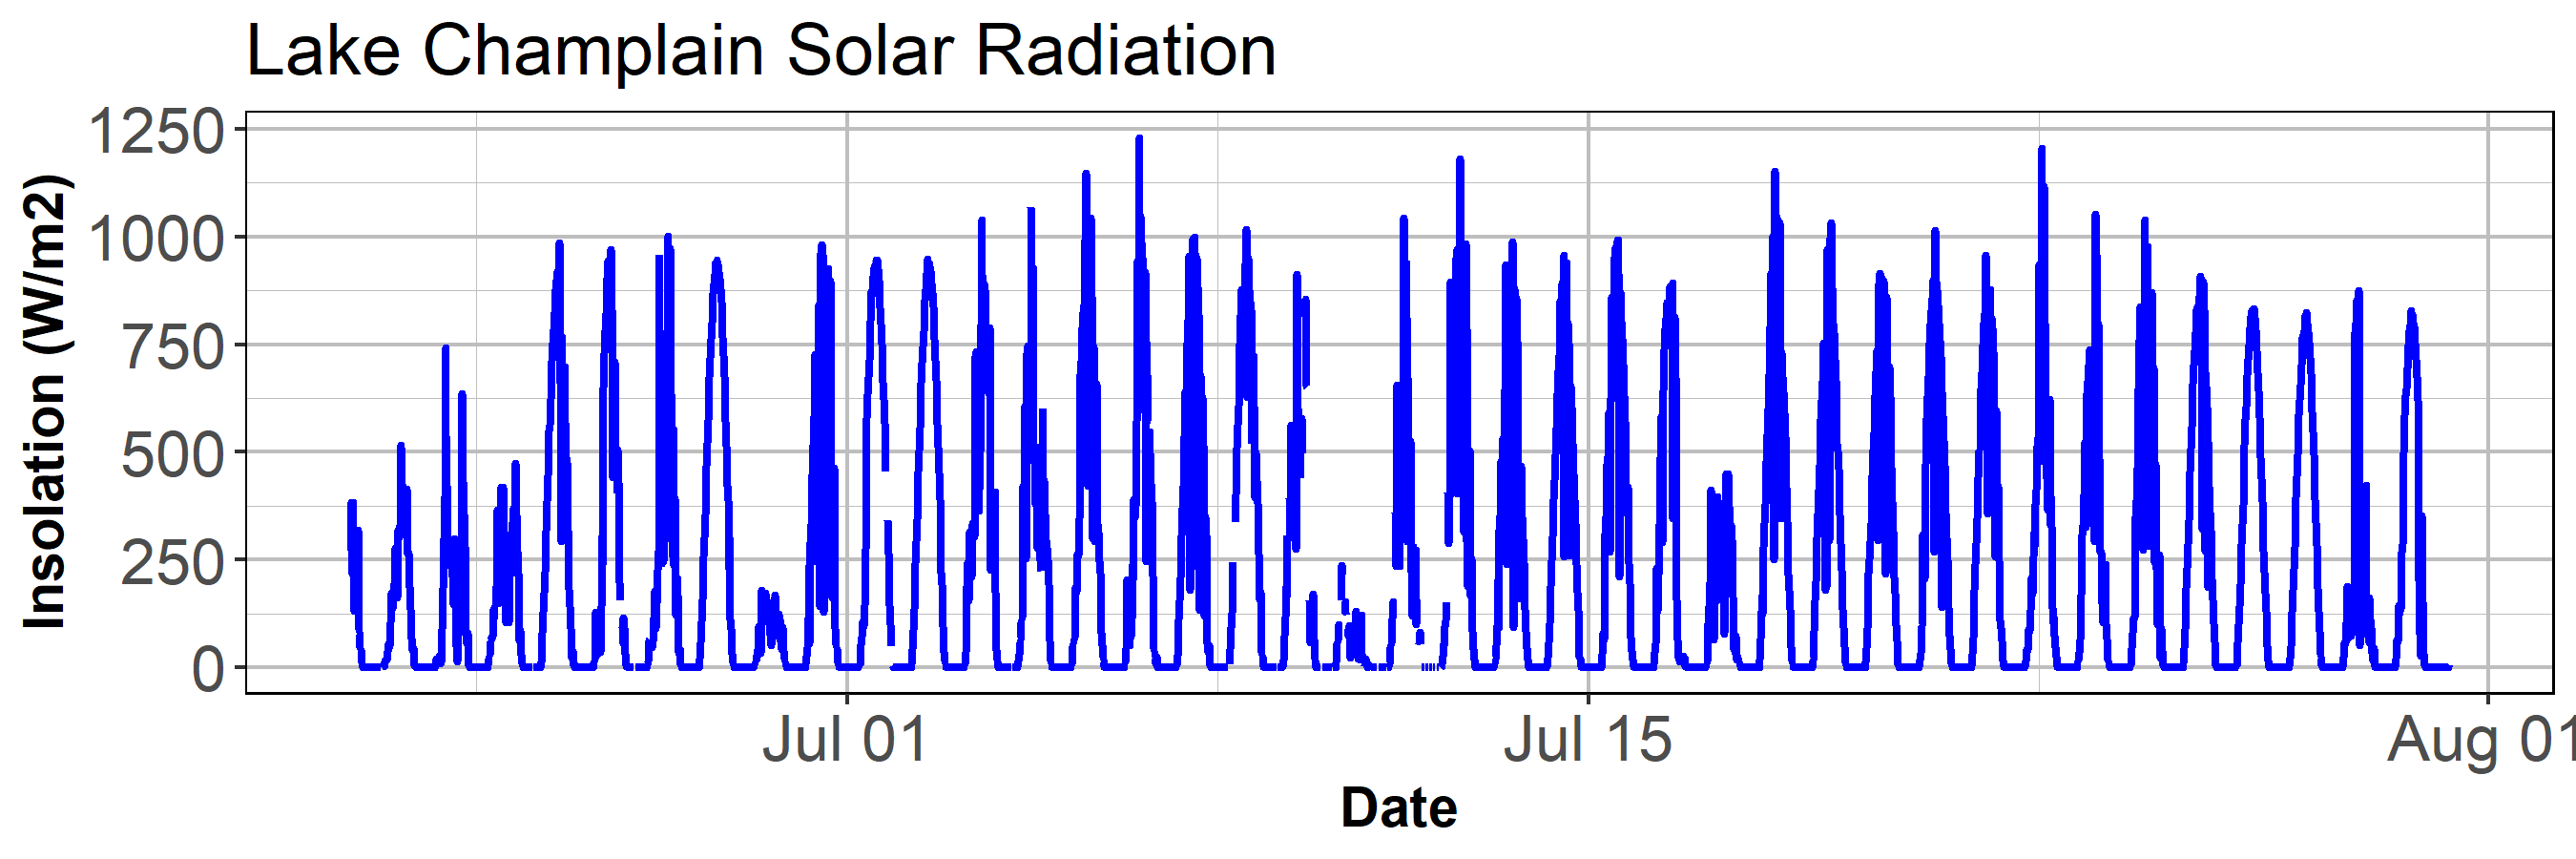 Lake Champlain Solar Radiation
Insolation (W/m2)
1250
1000
750
500
250
0
Jul 01
Jul 15
Aug 01
Date